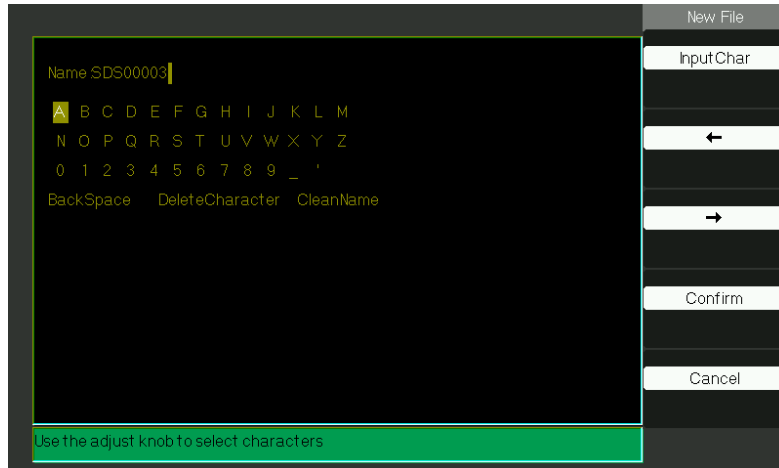 New File
InputChar
Name:SDS00003
A B C D E F G H I J K L M
N O P Q R S T U V W X Y Z
0 1 2 3 4 5 6 7 8 9 _ '
BackSpace DeleteCharacter CleanName
←
→
Confirm
Cancel
Use the adjust knob to select characters